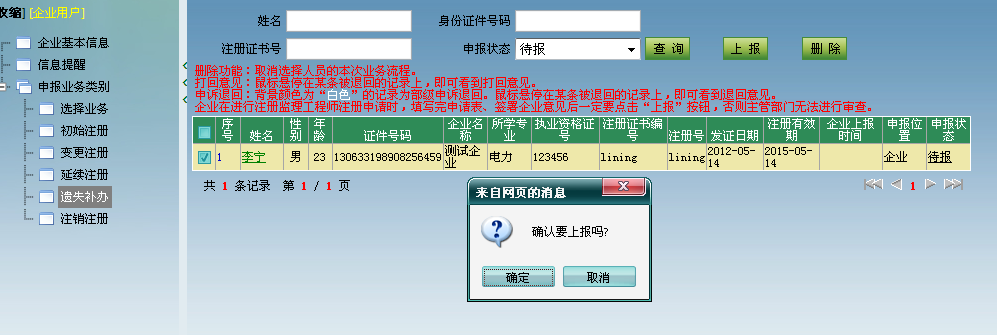 收缩] [企业用户]
企业基本信息
信息提醒
申报业务类别
选择业务
初始注册
变更注册
延续注册
遗失补办
注销注册
姓名 身份证件号码
注册证书号 申报状态 待报 查 询 上 报 删 除
删除功能：取消选择人员的本次业务流程。
打回意见：鼠标悬停在某条被退回的记录上，即可看到打回意见。
申诉退回：背景颜色为“白色”的记录为部级申诉退回。鼠标悬停在某条被退回的记录上，即可看到退回意见。
企业在进行注册监理工程师注册申请时，填写完申请表、签署企业意见后一定要点击“上报”按钮，否则主管部门无法进行审查。
序号 姓名 性别 年龄 证件号码 企业名称 所学专业 执业资格证号 注册证书编号 注册号 发证日期 注册有效期 企业上报时间 申报位置 申报状态
1 李宁 男 23 130633198908256459 测试企业 电力 123456 lining lining 2012-05-14 2015-05-14 企业 待报
共 1 条记录 第 1 / 1 页 1
来自网页的消息
确认要上报吗?
确定 取消